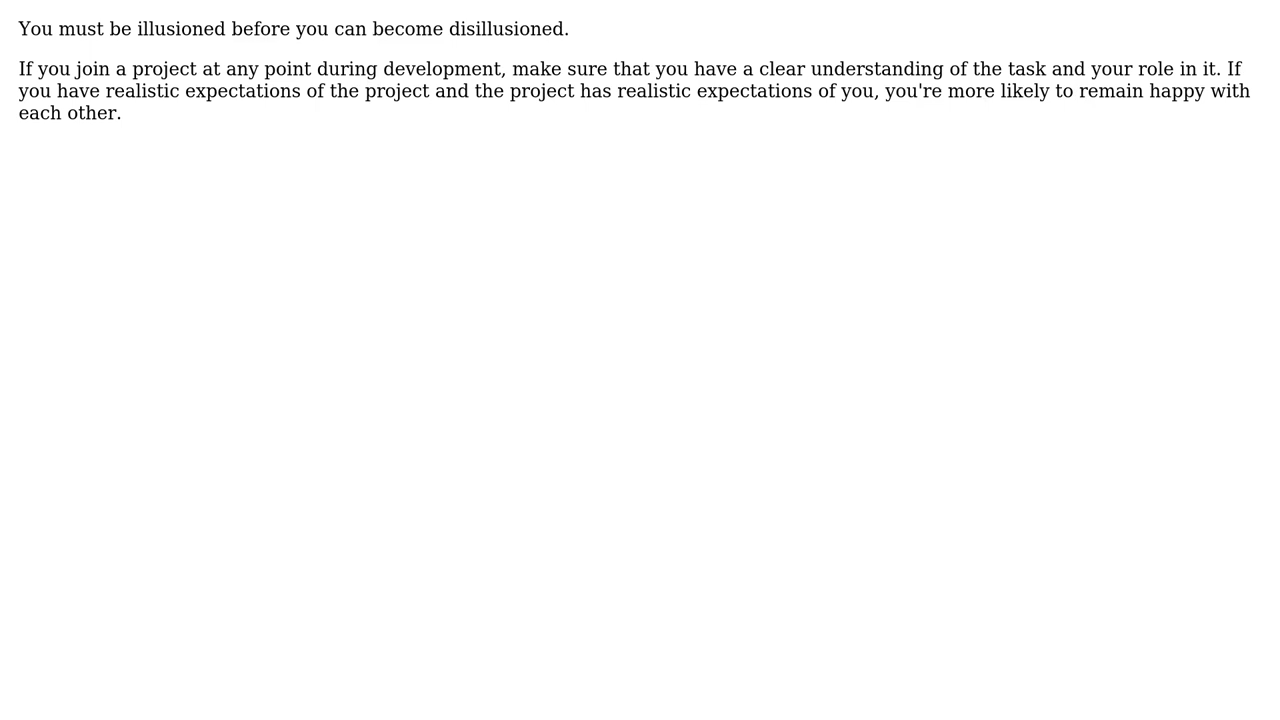 You must be illusioned before you can become disillusioned.
If you join a project at any point during development, make sure that you have a clear understanding of the task and your role in it. If
you have realistic expectations of the project and the project has realistic expectations of you, you're more likely to remain happy with
each other.